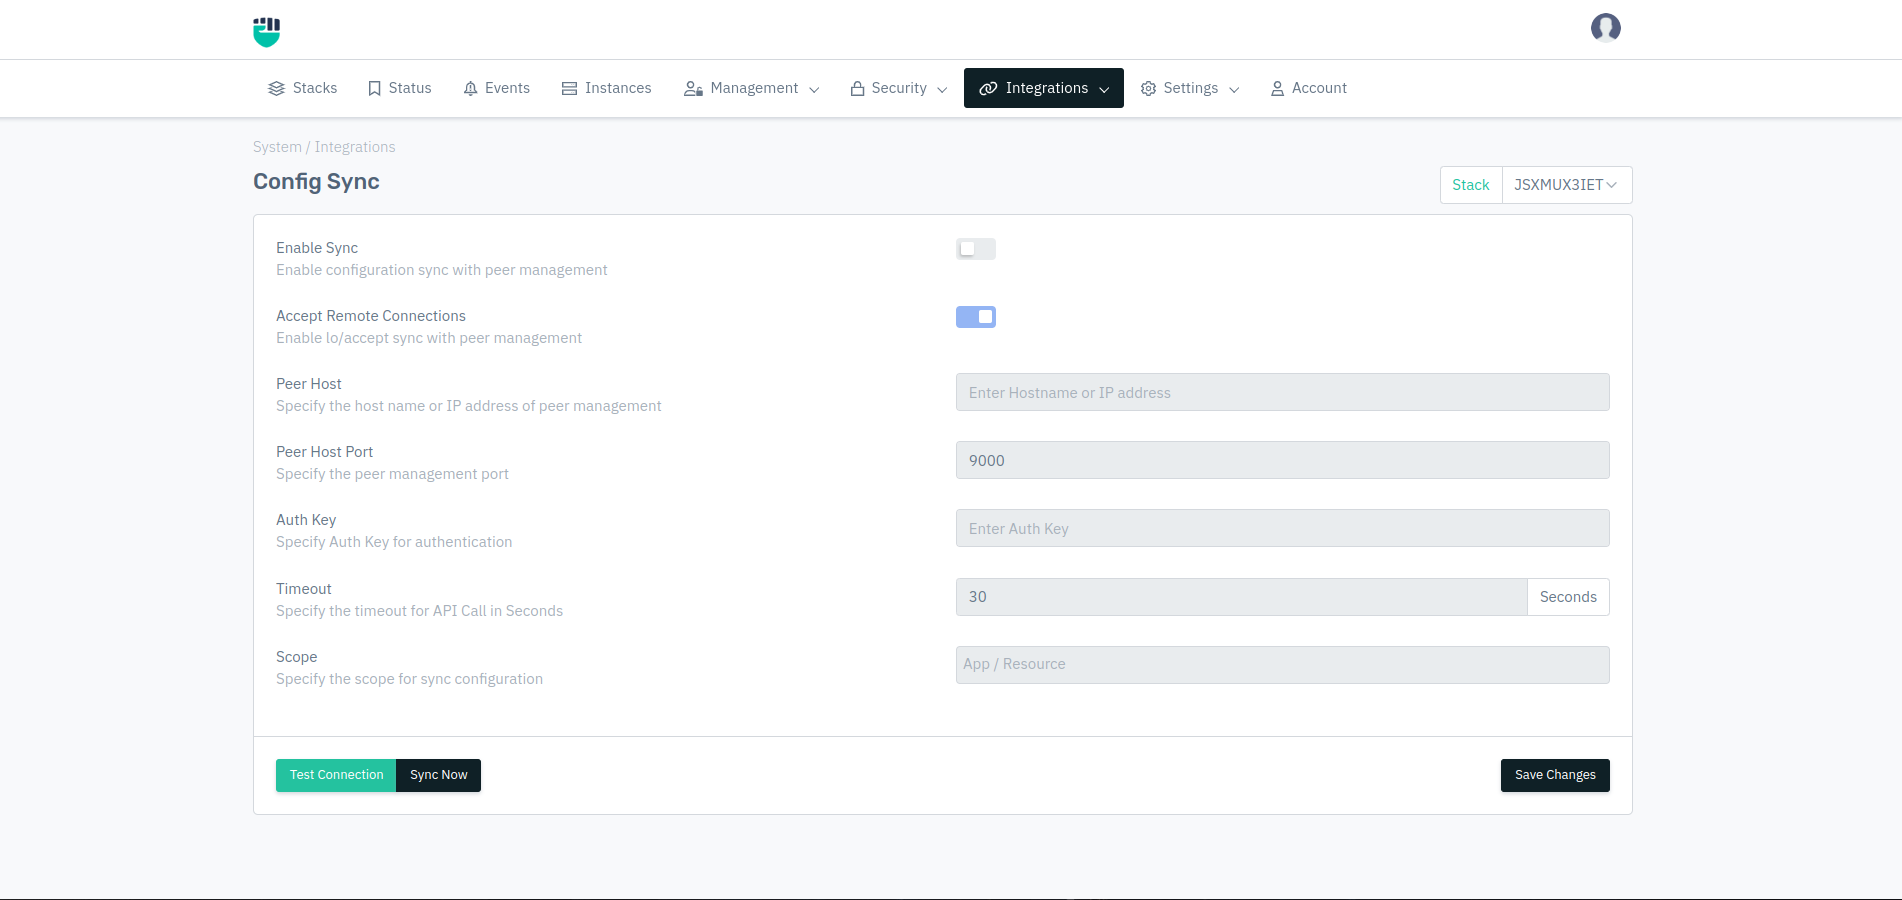 Stacks Status Events Instances Management Security Integrations Settings Account
System / Integrations
Config Sync
Stack JSXMUX3IET
Enable Sync
Enable configuration sync with peer management
Accept Remote Connections
Enable lo/accept sync with peer management
Peer Host
Specify the host name or IP address of peer management
Enter Hostname or IP address
Peer Host Port
Specify the peer management port
9000
Auth Key
Specify Auth Key for authentication
Enter Auth Key
Timeout
Specify the timeout for API Call in Seconds
30 Seconds
Scope
Specify the scope for sync configuration
App / Resource
Test Connection Sync Now Save Changes